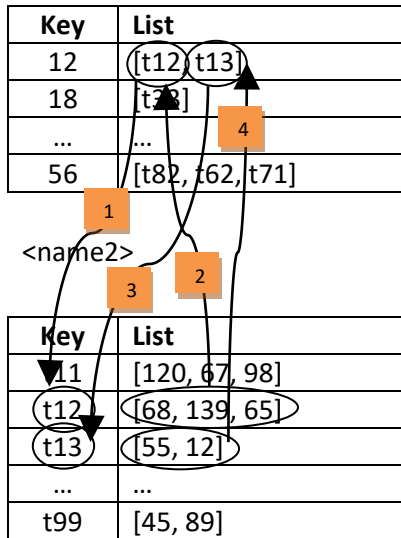 Key List
12 [t12, t13]
18
... ...
4
56 [t82, t62, t71]
1
<name2>
3 2
Key List
t11 [120, 67, 98]
t12 [68, 139, 65]
t13 [55, 12]
... ...
t99 [45, 89]